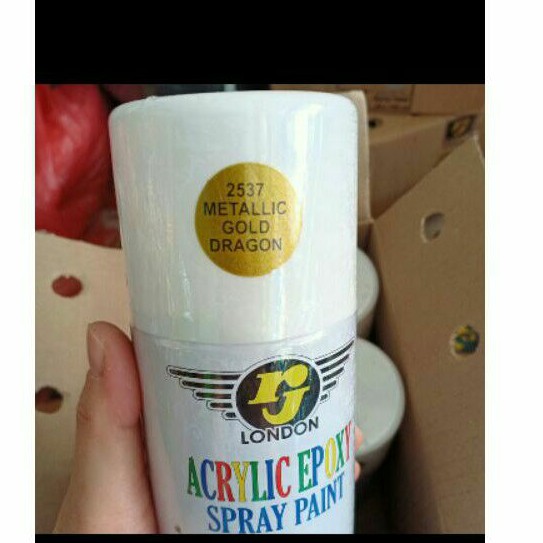 2537
METALLIC
GOLD
DRAGON
rj
LONDON
ACRYLIC EPOXY
SPRAY PAINT